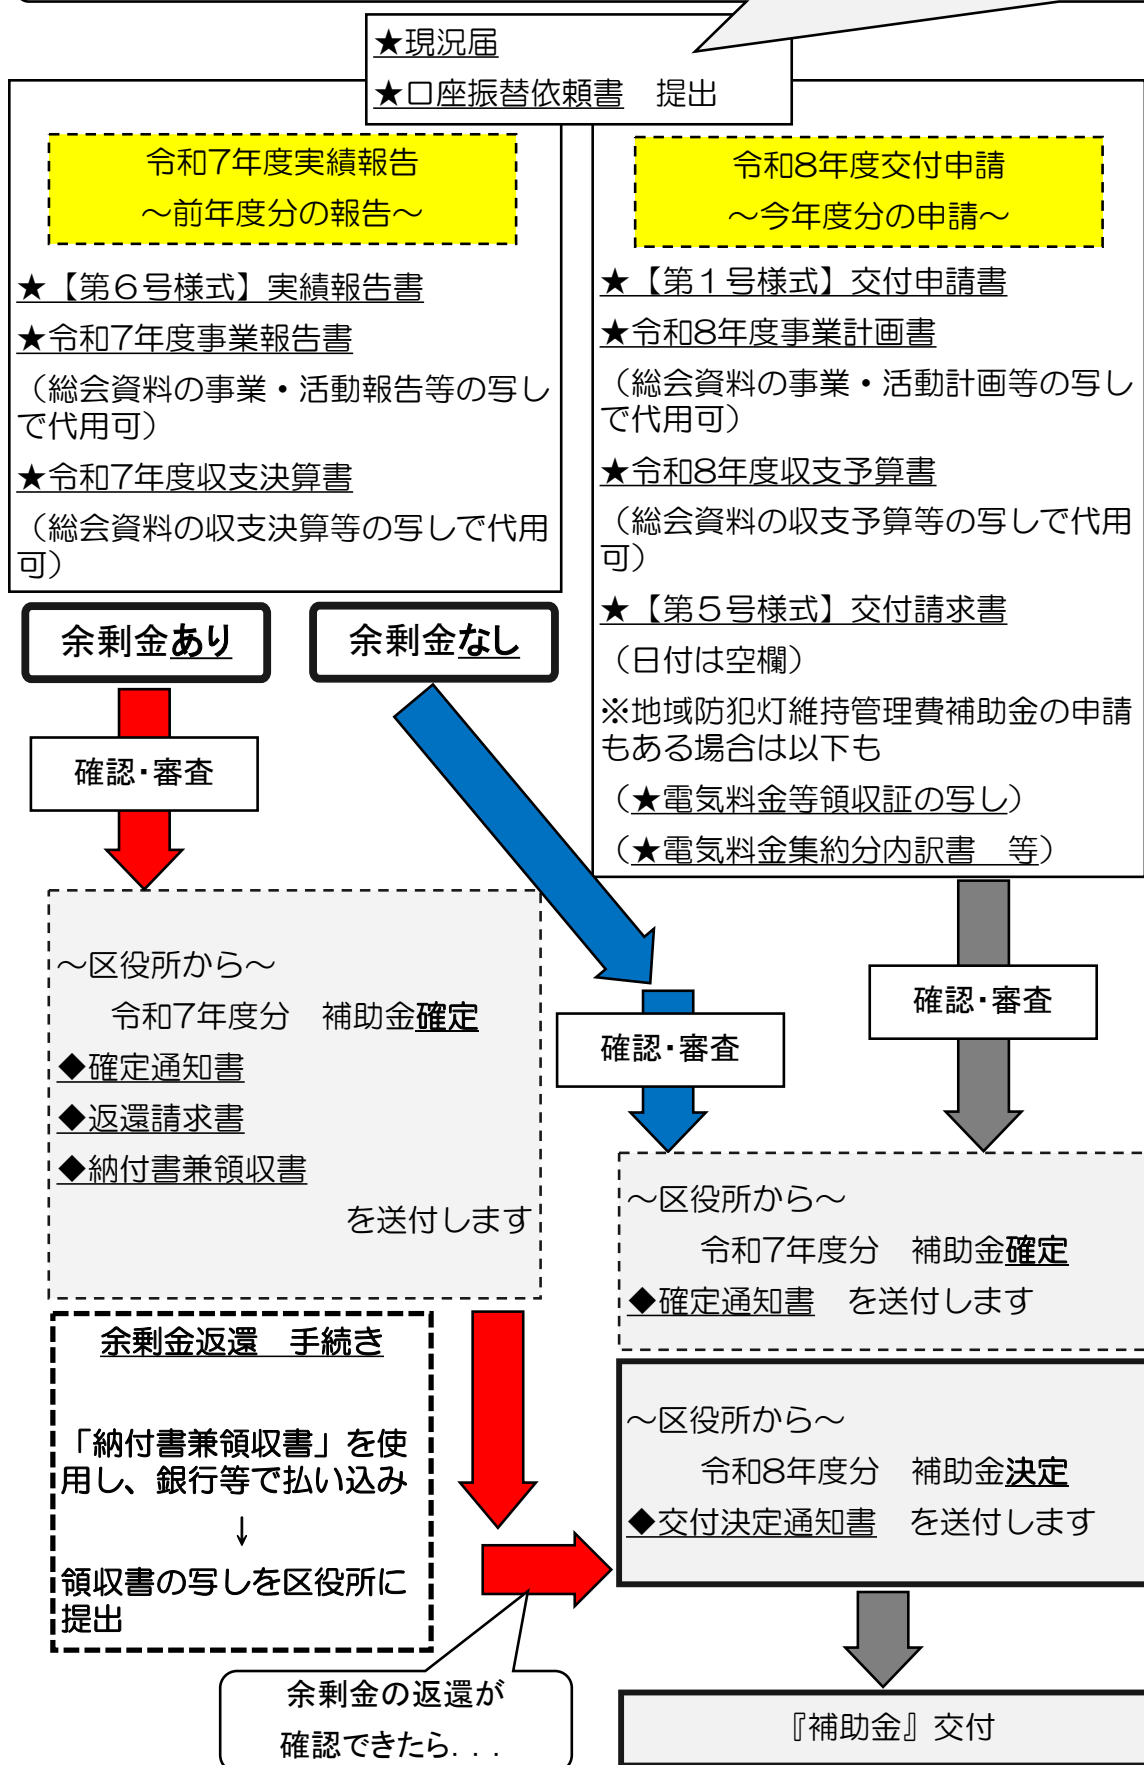 ★現況届
★口座振替依頼書　提出
令和7年度実績報告
～前年度分の報告～
★【第６号様式】実績報告書
★令和7年度事業報告書
（総会資料の事業・活動報告等の写し
で代用可）
★令和7年度収支決算書
（総会資料の収支決算等の写しで代用
可）
令和8年度交付申請
～今年度分の申請～
★【第１号様式】交付申請書
★令和8年度事業計画書
（総会資料の事業・活動計画等の写し
で代用可）
★令和8年度収支予算書
（総会資料の収支予算等の写しで代用
可）
★【第５号様式】交付請求書
（日付は空欄）
※地域防犯灯維持管理費補助金の申請
もある場合は以下も
（★電気料金等領収証の写し）
（★電気料金集約分内訳書　等）
余剰金あり
余剰金なし
確認・審査
確認・審査
確認・審査
～区役所から～
令和7年度分　補助金確定
◆確定通知書
◆返還請求書
◆納付書兼領収書
を送付します
～区役所から～
令和7年度分　補助金確定
◆確定通知書　を送付します
余剰金返還　手続き
「納付書兼領収書」を使
用し、銀行等で払い込み
↓
領収書の写しを区役所に
提出
～区役所から～
令和8年度分　補助金決定
◆交付決定通知書　を送付します
余剰金の返還が
確認できたら．．．
『補助金』交付